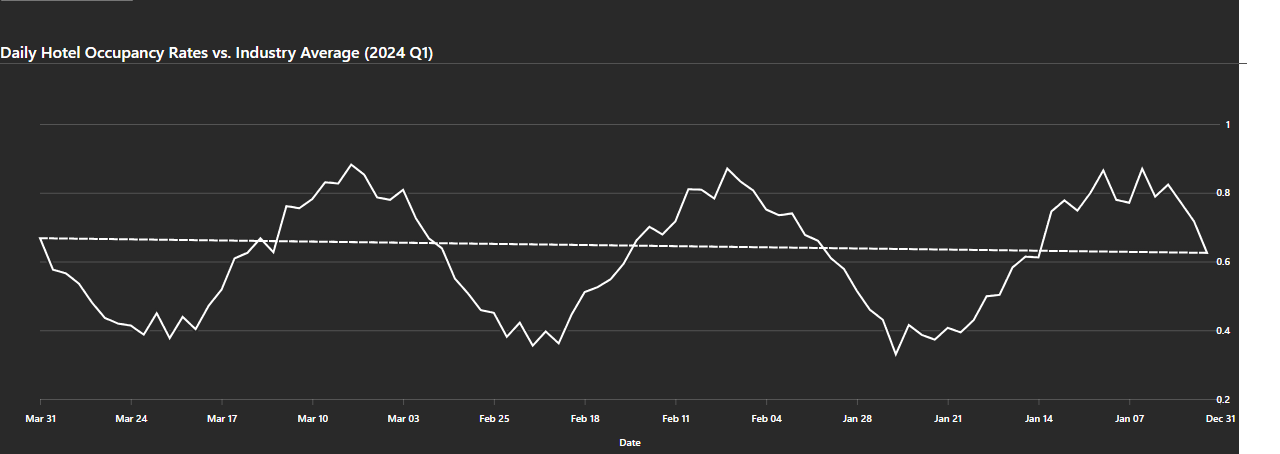 Daily Hotel Occupancy Rates vs. Industry Average (2024 Q1)
1
0.8
0.6
0.4
0.2
Mar 31 Mar 24 Mar 17 Mar 10 Mar 03 Feb 25 Feb 18 Feb 11 Feb 04 Jan 28 Jan 21 Jan 14 Jan 07 Dec 31
Date